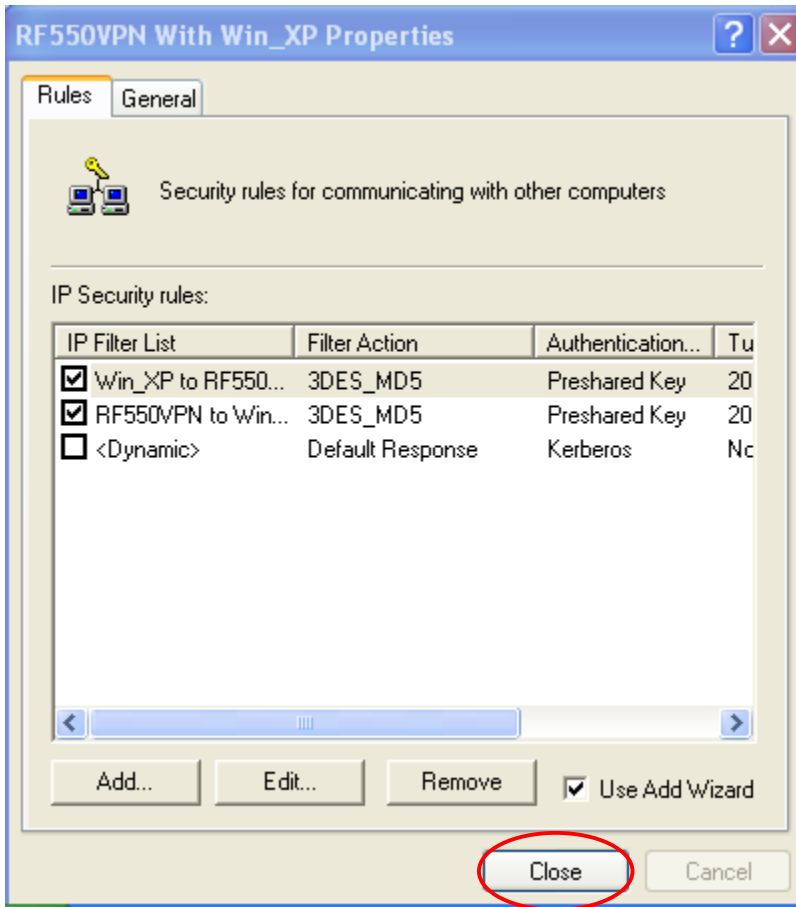 RF550VPN With Win_XP Properties
Rules General
Security rules for communicating with other computers
IP Security rules:
IP Filter List Filter Action Authentication... Tu
Win_XP to RF550... 3DES_MD5 Preshared Key 20
RF550VPN to Win... 3DES_MD5 Preshared Key 20
<Dynamic> Default Response Kerberos Nc
Add... Edit... Remove Use Add Wizard
Close Cancel